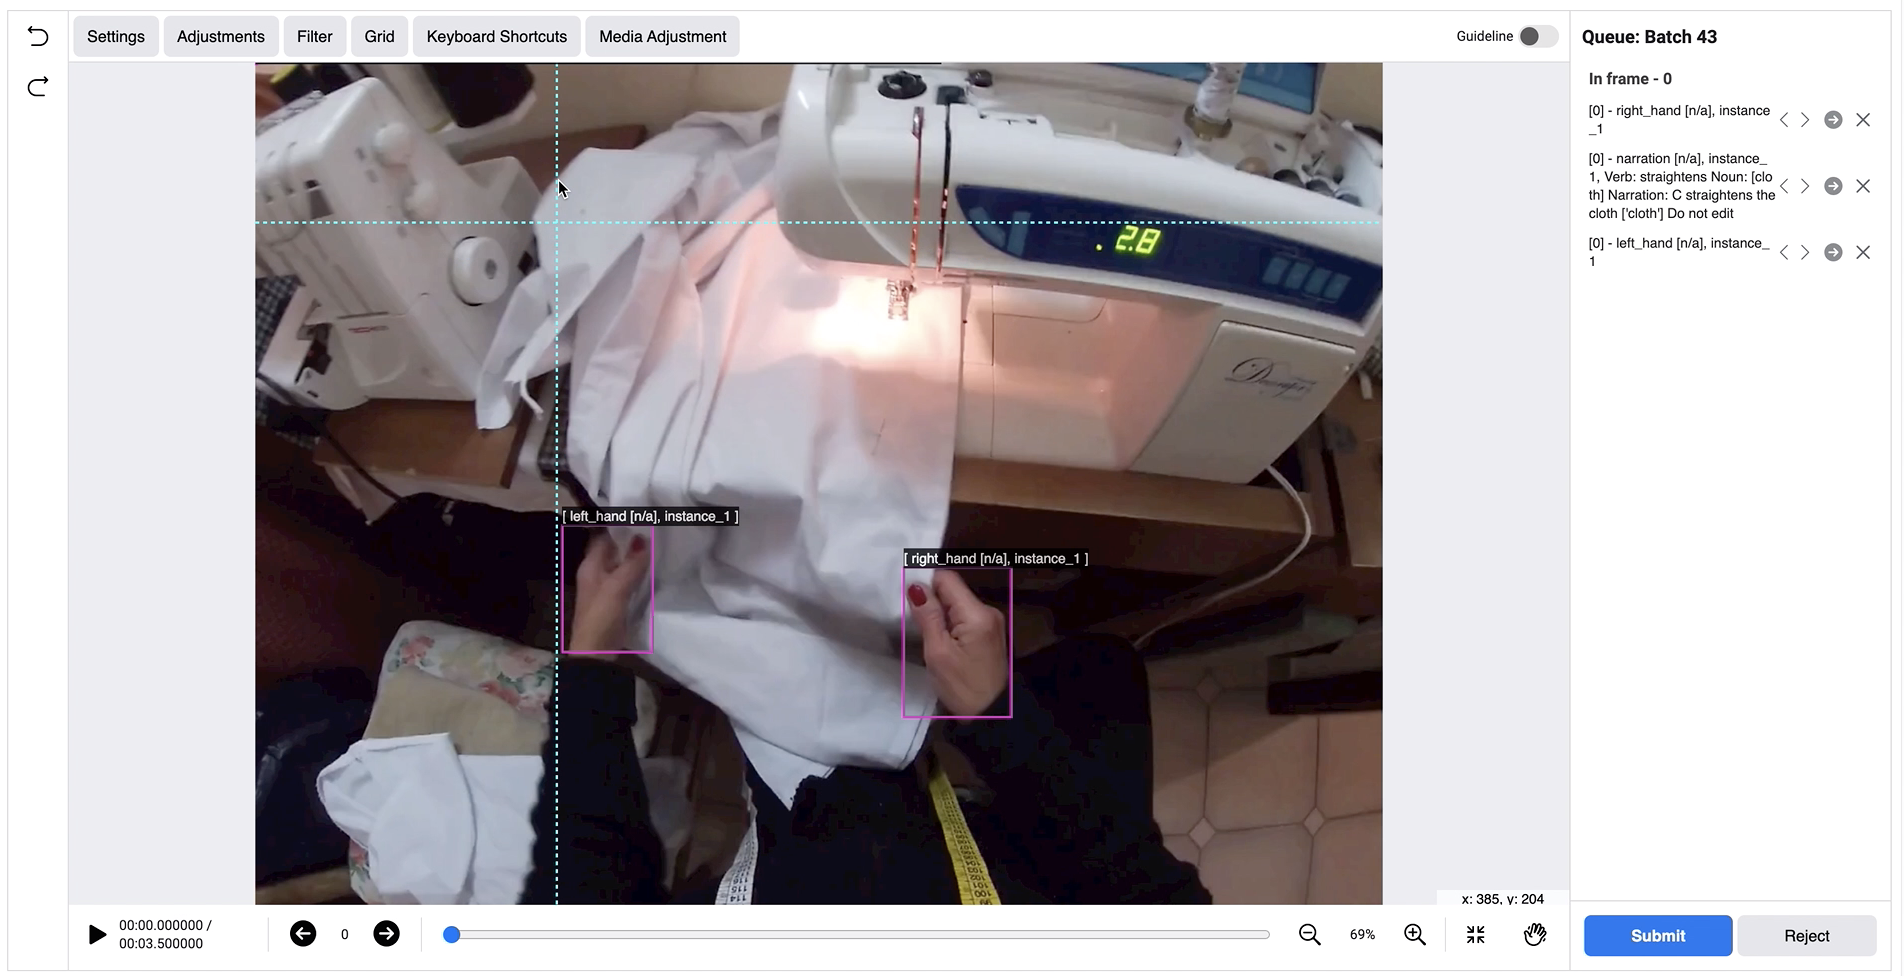 Settings
Adjustments
Filter
Grid
Keyboard Shortcuts
Media Adjustment
Guideline
Queue: Batch 43
In frame - 0
[0] - right_hand [n/a], instance
_1
[0] - narration [n/a], instance_
1, Verb: straightens Noun: [clo
th] Narration: C straightens the
cloth ['cloth'] Do not edit
[0] - left_hand [n/a], instance_
1
. 2.8
[ left_hand [n/a], instance_1 ]
[ right_hand [n/a], instance_1 ]
x: 385, y: 204
00:00.000000 /
00:03.500000
0
69%
Submit
Reject